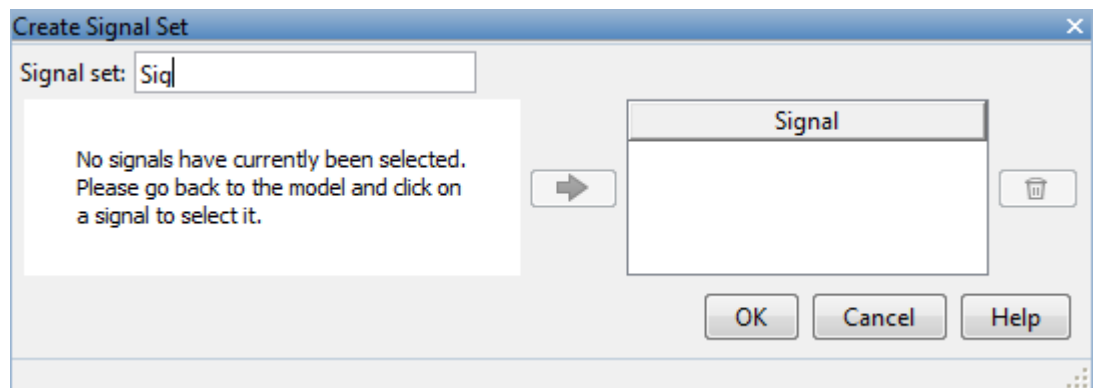 Create Signal Set
Signal set: Sig
Signal
No signals have currently been selected.
Please go back to the model and click on
a signal to select it.
OK Cancel Help